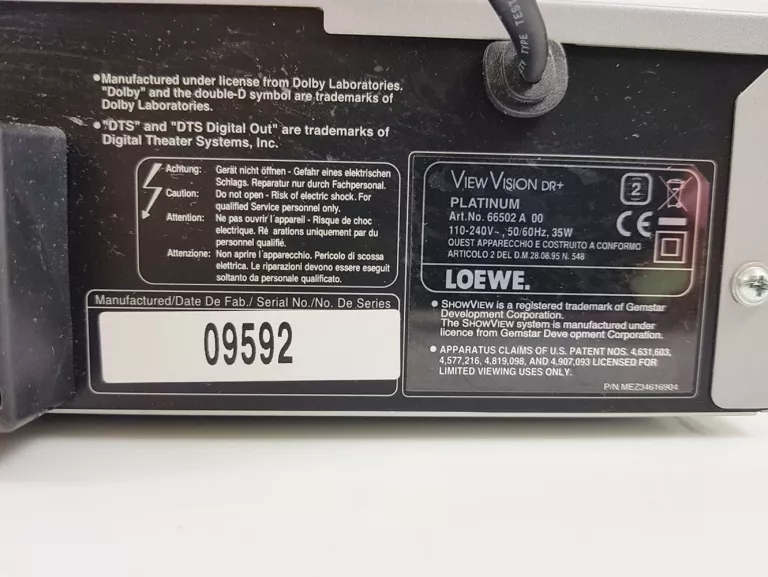 TYPE TEST
•Manufactured under license from Dolby Laboratories.
"Dolby" and the double-D symbol are trademarks of
Dolby Laboratories.
•"DTS" and "DTS Digital Out" are trademarks of
Digital Theater Systems, Inc.
Achtung: Gerät nicht öffnen - Gefahr eines elektrischen
Schlags. Reparatur nur durch Fachpersonal.
Caution: Do not open - Risk of electric shock. For
qualified Service personnel only.
Attention: Ne pas ouvrir l'appareil - Risque de choc
electrique. Ré arations uniquement par du
personnel qualifié.
Attenzione: Non aprire l'apparecchio. Pericolo di scossa
elettrica. Le riparazioni devono essere eseguit
soltanto da personale qualificato.
Manufactured/Date De Fab./ Serial No./No. De Series
09592
VIEW VISION DR+
PLATINUM
Art.No. 66502 A 00
110-240V~, 50/60Hz, 35W
QUEST APPARECCHIO E COSTRUITO A CONFORMO
ARTICOLO 2 DEL D.M 28.08.95 N. 548
2
CE
LOEWE.
• SHOWVIEW is a registered trademark of Gemstar
Development Corporation.
The SHOWVIEW system is manufactured under
licence from Gemstar Deve opment Corporation.
• APPARATUS CLAIMS OF U.S. PATENT NOS. 4,631,603,
4,577,216, 4,819,098, AND 4,907,093 LICENSED FOR
LIMITED VIEWING USES ONLY.
P/N MEZ34616904